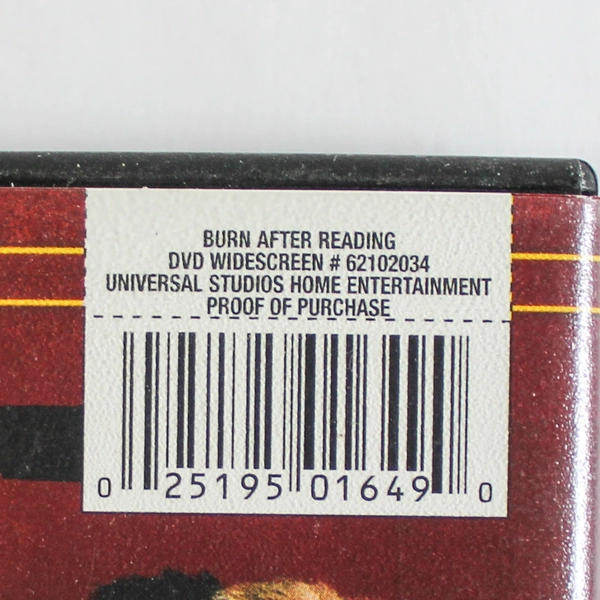 BURN AFTER READING
DVD WIDESCREEN # 62102034
UNIVERSAL STUDIOS HOME ENTERTAINMENT
PROOF OF PURCHASE
0 25195 01649 0